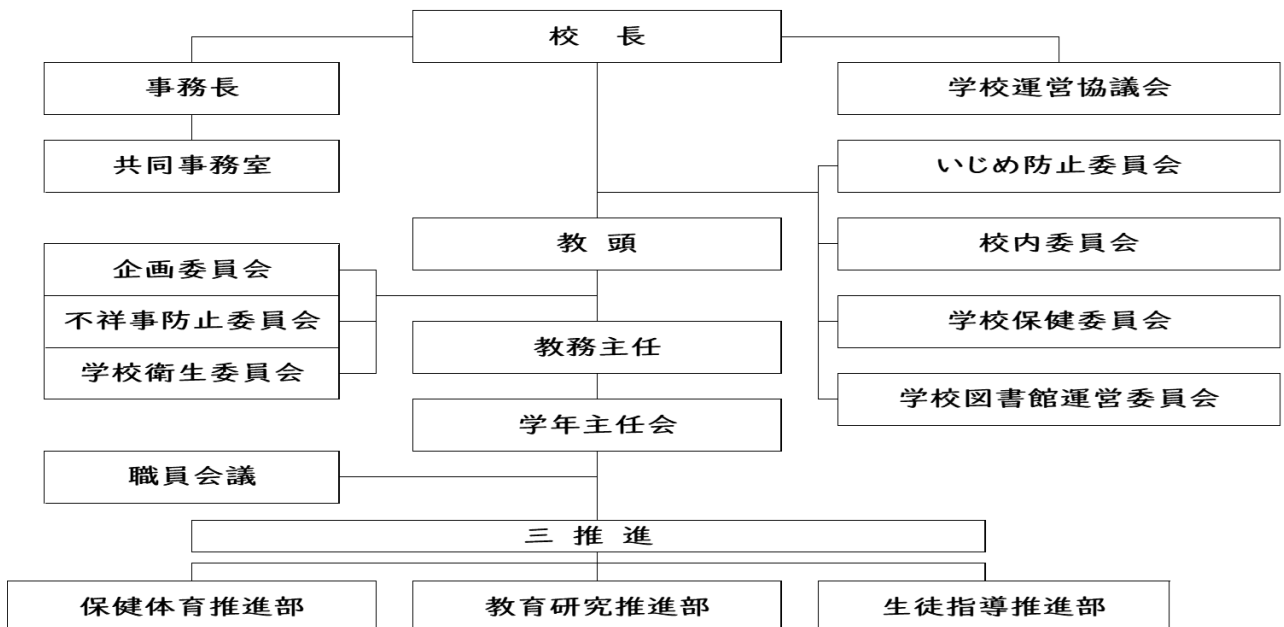 校 長
事務長
学校運営協議会
共同事務室
いじめ防止委員会
教 頭
校内委員会
企画委員会
不祥事防止委員会
学校保健委員会
教務主任
学校衛生委員会
学校図書館運営委員会
学年主任会
職員会議
三 推 進
保健体育推進部
教育研究推進部
生徒指導推進部